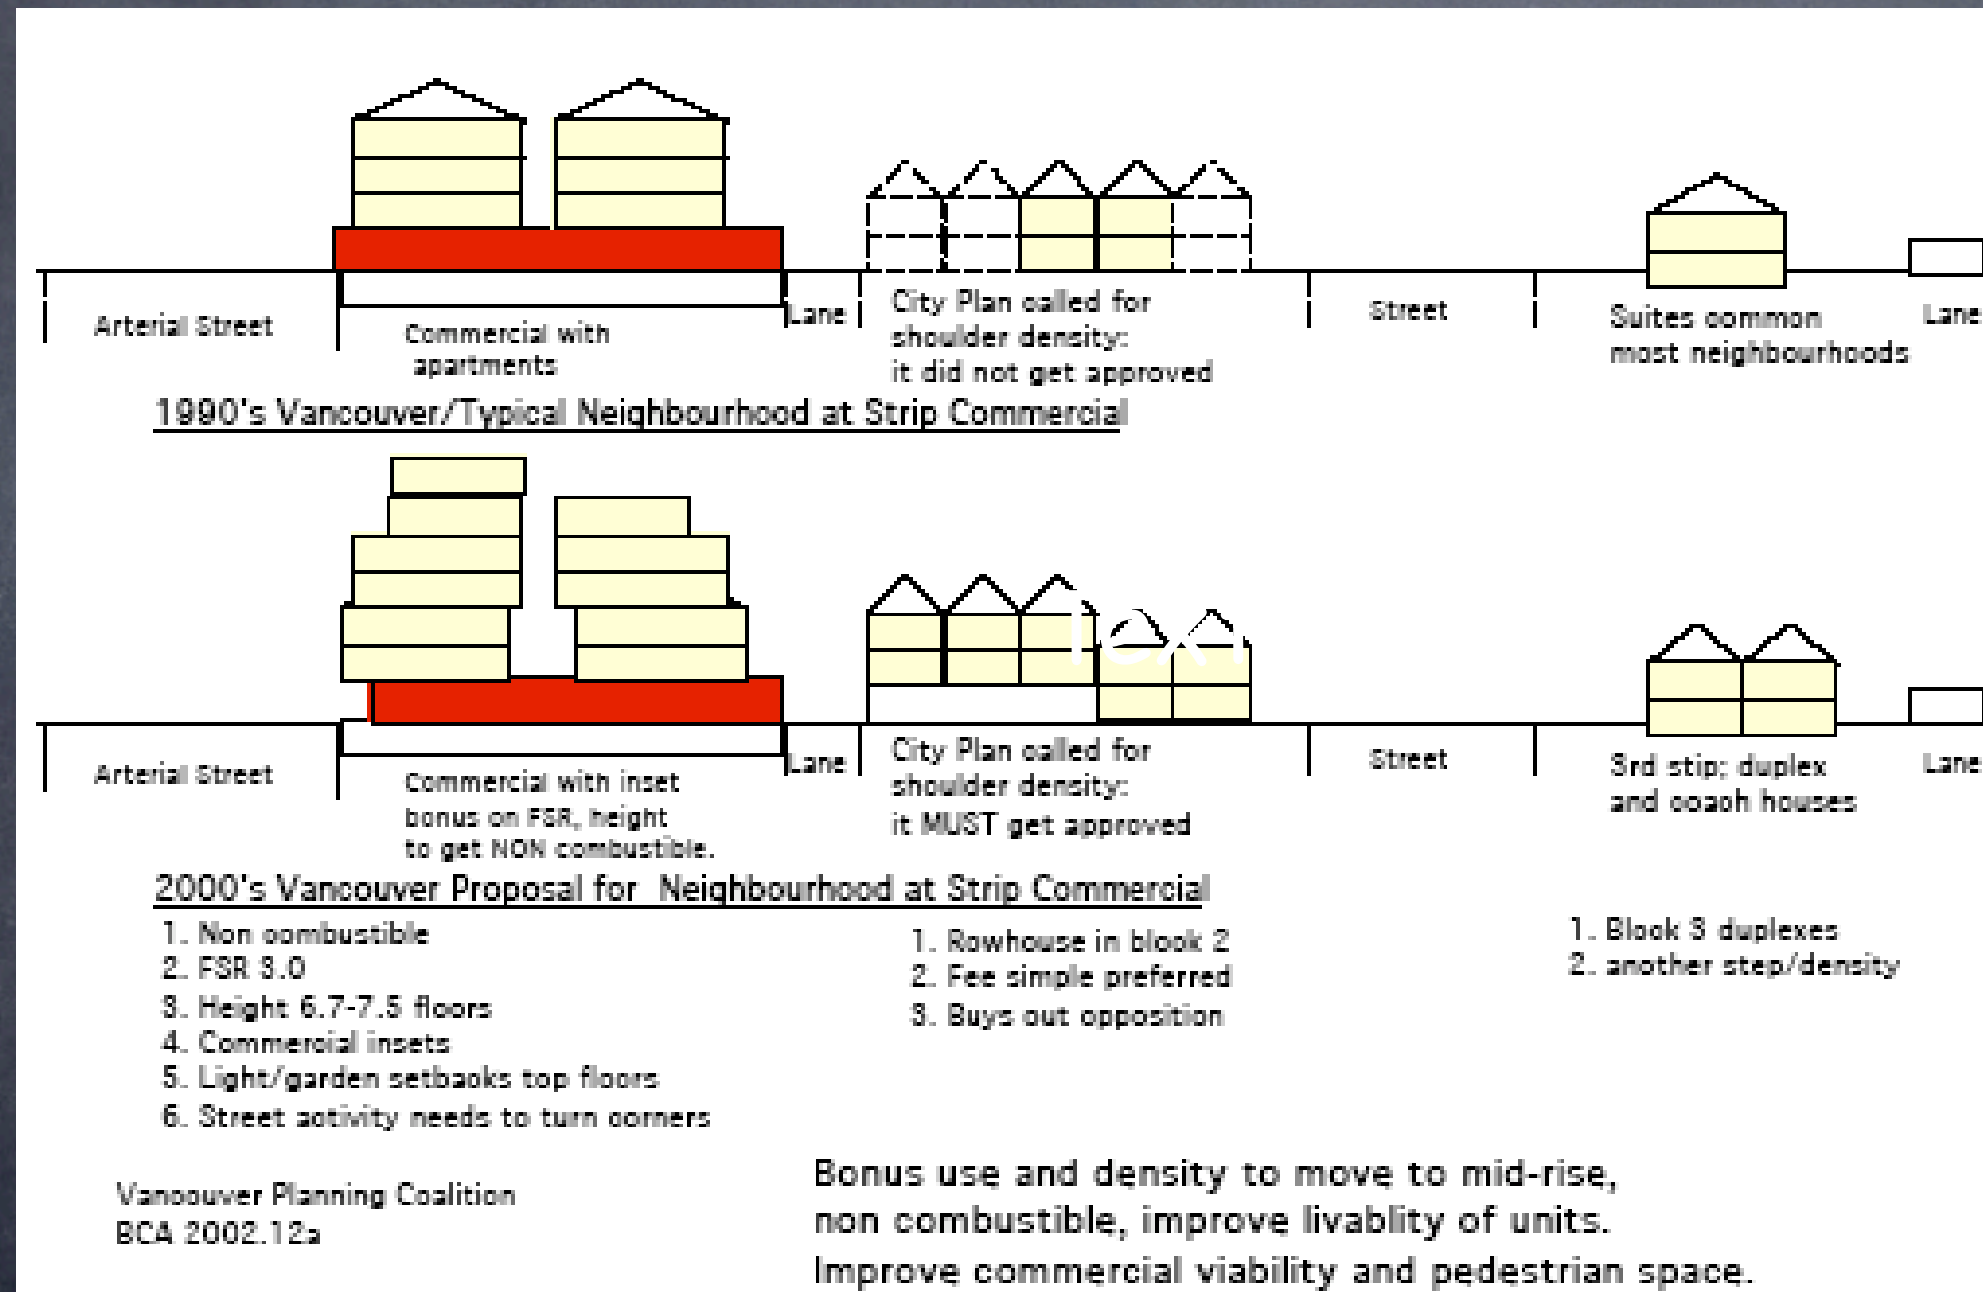 Arterial Street
Commercial with
apartments
Lane
City Plan called for
shoulder density:
it did not get approved
Street
Suites common
most neighbourhoods
Lane
1990's Vancouver/Typical Neighbourhood at Strip Commercial
Text
Arterial Street
Commercial with inset
bonus on FSR, height
to get NON combustible.
Lane
City Plan called for
shoulder density:
it MUST get approved
Street
3rd stip; duplex
and coach houses
Lane
2000's Vancouver Proposal for Neighbourhood at Strip Commercial
1. Non combustible
2. FSR 3.0
3. Height 6.7-7.5 floors
4. Commercial insets
5. Light/garden setbacks top floors
6. Street activity needs to turn corners
1. Rowhouse in block 2
2. Fee simple preferred
3. Buys out opposition
1. Block 3 duplexes
2. another step/density
Vancouver Planning Coalition
BCA 2002.12a
Bonus use and density to move to mid-rise,
non combustible, improve livablity of units.
Improve commercial viability and pedestrian space.